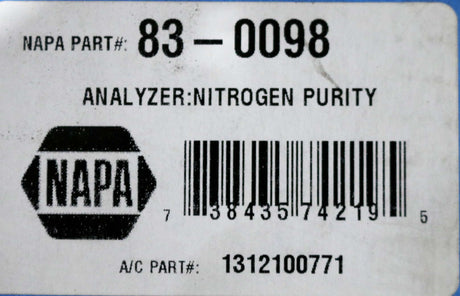 NAPA PART#: 83-0098
ANALYZER:NITROGEN PURITY
NAPA
7 38435 74219 5
A/C PART#: 1312100771